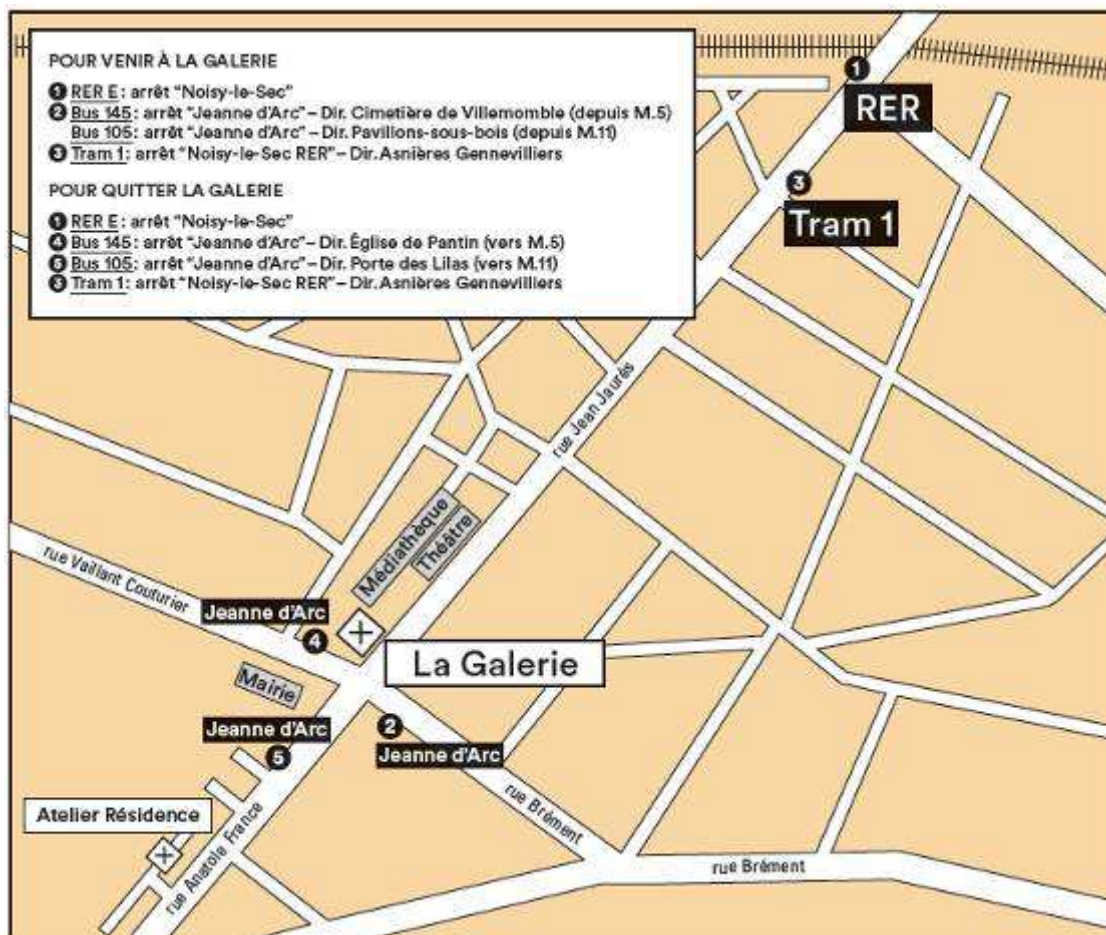 POUR VENIR À LA GALERIE
1 RER E : arrêt "Noisy-le-Sec"
2 Bus 145 : arrêt "Jeanne d'Arc" – Dir. Cimetière de Villemomble (depuis M.5)
Bus 105 : arrêt "Jeanne d'Arc" – Dir. Pavillons-sous-bois (depuis M.11)
3 Tram 1 : arrêt "Noisy-le-Sec RER" – Dir. Asnières Gennevilliers
POUR QUITTER LA GALERIE
1 RER E : arrêt "Noisy-le-Sec"
4 Bus 145 : arrêt "Jeanne d'Arc" – Dir. Église de Pantin (vers M.5)
5 Bus 105 : arrêt "Jeanne d'Arc" – Dir. Porte des Lilas (vers M.11)
3 Tram 1 : arrêt "Noisy-le-Sec RER" – Dir. Asnières Gennevilliers
1
RER
3
Tram 1
rue Jean Jaurés
Médiathèque
Théâtre
rue Vaillant Couturier
Jeanne d'Arc
4
La Galerie
Mairie
Jeanne d'Arc
5
2
Jeanne d'Arc
rue Brément
rue Brément
Atelier Résidence
rue Anatole France